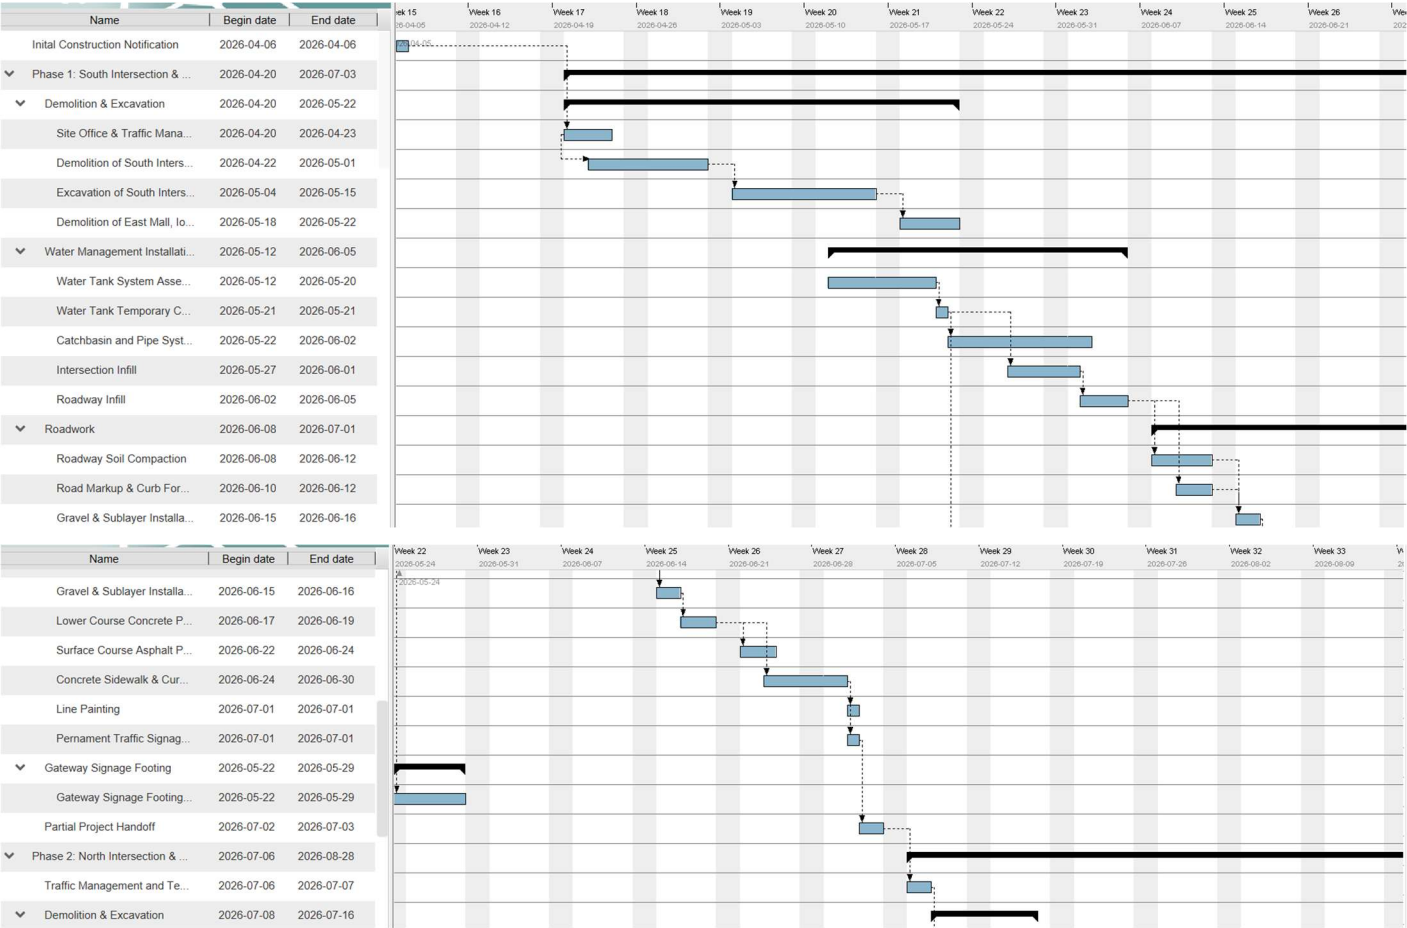 Name Begin date End date
ek 15 Week 16 Week 17 Week 18 Week 19 Week 20 Week 21 Week 22 Week 23 Week 24 Week 25 Week 26 We
6-04-05 2026-04-12 2026-04-19 2026-04-26 2026-05-03 2026-05-10 2026-05-17 2026-05-24 2026-05-31 2026-06-07 2026-06-14 2026-06-21 202
Inital Construction Notification 2026-04-06 2026-04-06
Phase 1: South Intersection & ... 2026-04-20 2026-07-03
Demolition & Excavation 2026-04-20 2026-05-22
Site Office & Traffic Mana... 2026-04-20 2026-04-23
Demolition of South Inters... 2026-04-22 2026-05-01
Excavation of South Inters... 2026-05-04 2026-05-15
Demolition of East Mall, lo... 2026-05-18 2026-05-22
Water Management Installati... 2026-05-12 2026-06-05
Water Tank System Asse... 2026-05-12 2026-05-20
Water Tank Temporary C... 2026-05-21 2026-05-21
Catchbasin and Pipe Syst... 2026-05-22 2026-06-02
Intersection Infill 2026-05-27 2026-06-01
Roadway Infill 2026-06-02 2026-06-05
Roadwork 2026-06-08 2026-07-01
Roadway Soil Compaction 2026-06-08 2026-06-12
Road Markup & Curb For... 2026-06-10 2026-06-12
Gravel & Sublayer Installa... 2026-06-15 2026-06-16
Name Begin date End date
Week 22 Week 23 Week 24 Week 25 Week 26 Week 27 Week 28 Week 29 Week 30 Week 31 Week 32 Week 33 W
2026-05-24 2026-05-31 2026-06-07 2026-06-14 2026-06-21 2026-06-28 2026-07-05 2026-07-12 2026-07-19 2026-07-26 2026-08-02 2026-08-09 2
2026-05-24
Gravel & Sublayer Installa... 2026-06-15 2026-06-16
Lower Course Concrete P... 2026-06-17 2026-06-19
Surface Course Asphalt P... 2026-06-22 2026-06-24
Concrete Sidewalk & Cur... 2026-06-24 2026-06-30
Line Painting 2026-07-01 2026-07-01
Pernament Traffic Signag... 2026-07-01 2026-07-01
Gateway Signage Footing 2026-05-22 2026-05-29
Gateway Signage Footing... 2026-05-22 2026-05-29
Partial Project Handoff 2026-07-02 2026-07-03
Phase 2: North Intersection & ... 2026-07-06 2026-08-28
Traffic Management and Te... 2026-07-06 2026-07-07
Demolition & Excavation 2026-07-08 2026-07-16